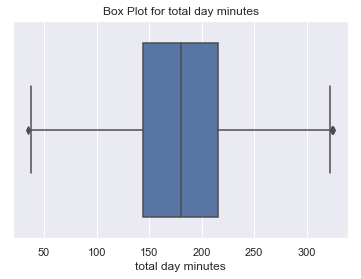 Box Plot for total day minutes
50 100 150 200 250 300
total day minutes